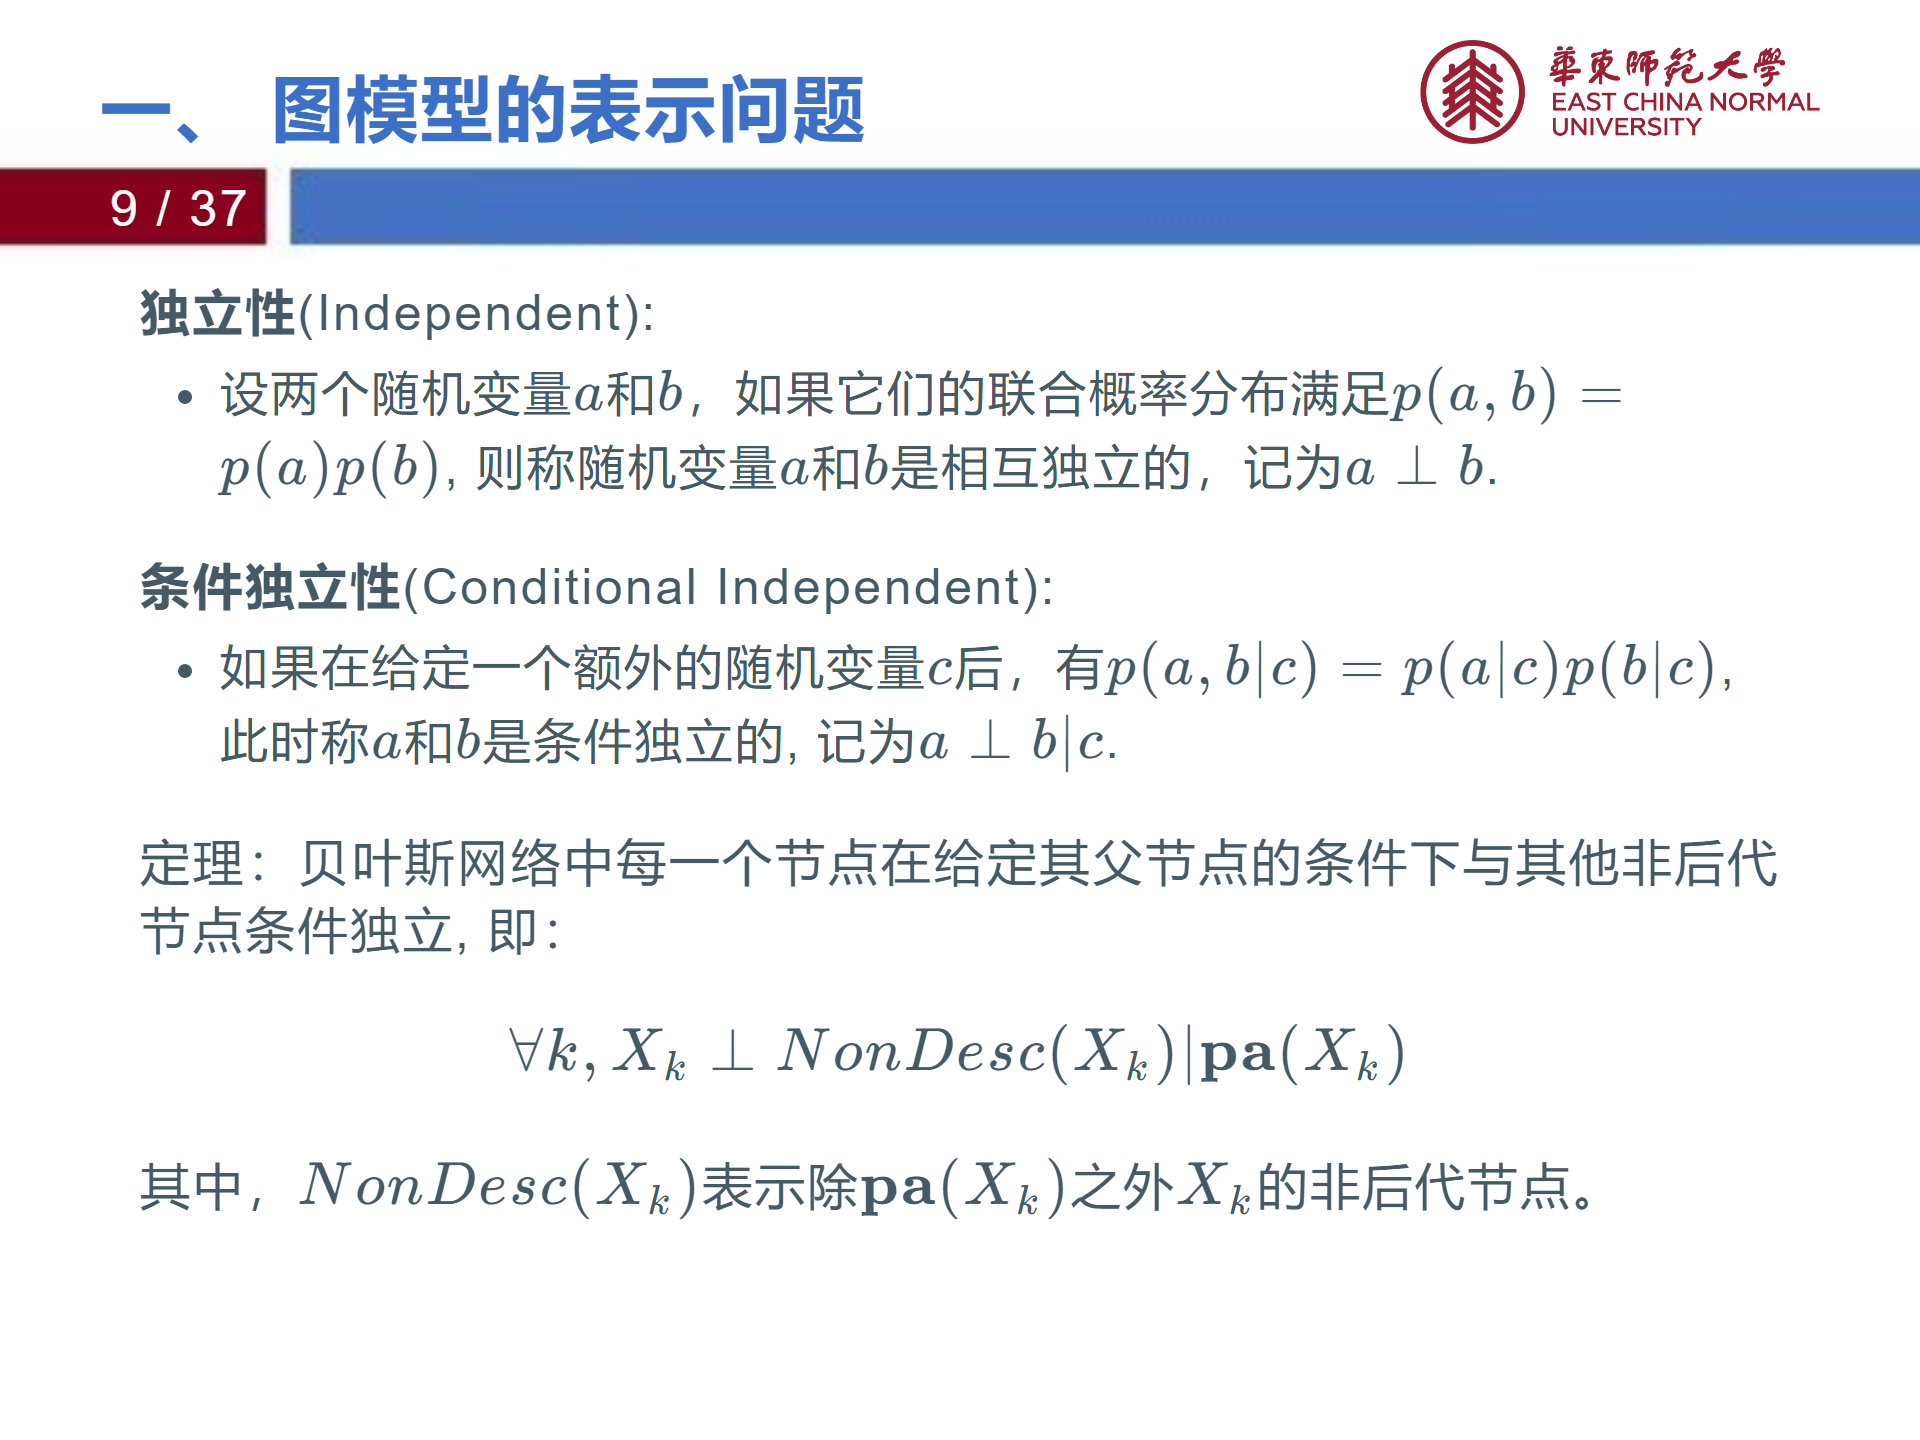 一、 图模型的表示问题
華東師範大學
EAST CHINA NORMAL
UNIVERSITY
9 / 37
独立性(Independent):
• 设两个随机变量a和b，如果它们的联合概率分布满足p(a, b) =
p(a)p(b), 则称随机变量a和b是相互独立的，记为a ⊥ b.
条件独立性(Conditional Independent):
• 如果在给定一个额外的随机变量c后，有p(a, b|c) = p(a|c)p(b|c),
此时称a和b是条件独立的, 记为a ⊥ b|c.
定理：贝叶斯网络中每一个节点在给定其父节点的条件下与其他非后代
节点条件独立, 即：
∀k, X_k ⊥ NonDesc(X_k)|pa(X_k)
其中，NonDesc(X_k)表示除pa(X_k)之外X_k的非后代节点。